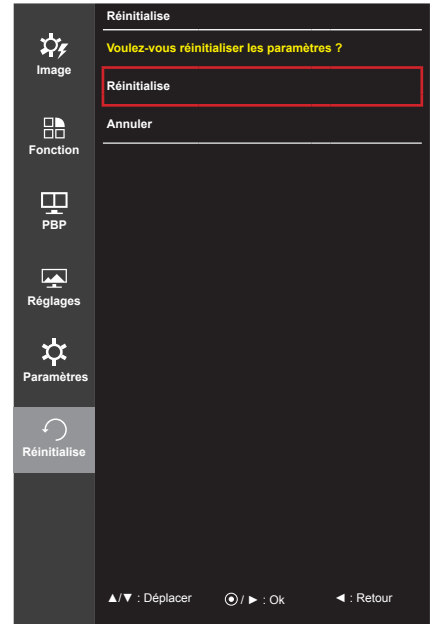 Réinitialise
Voulez-vous réinitialiser les paramètres ?
Réinitialise
Annuler
Image
Fonction
PBP
Réglages
Paramètres
Réinitialise
▲/▼ : Déplacer
◉/ ► : Ok
◄ : Retour